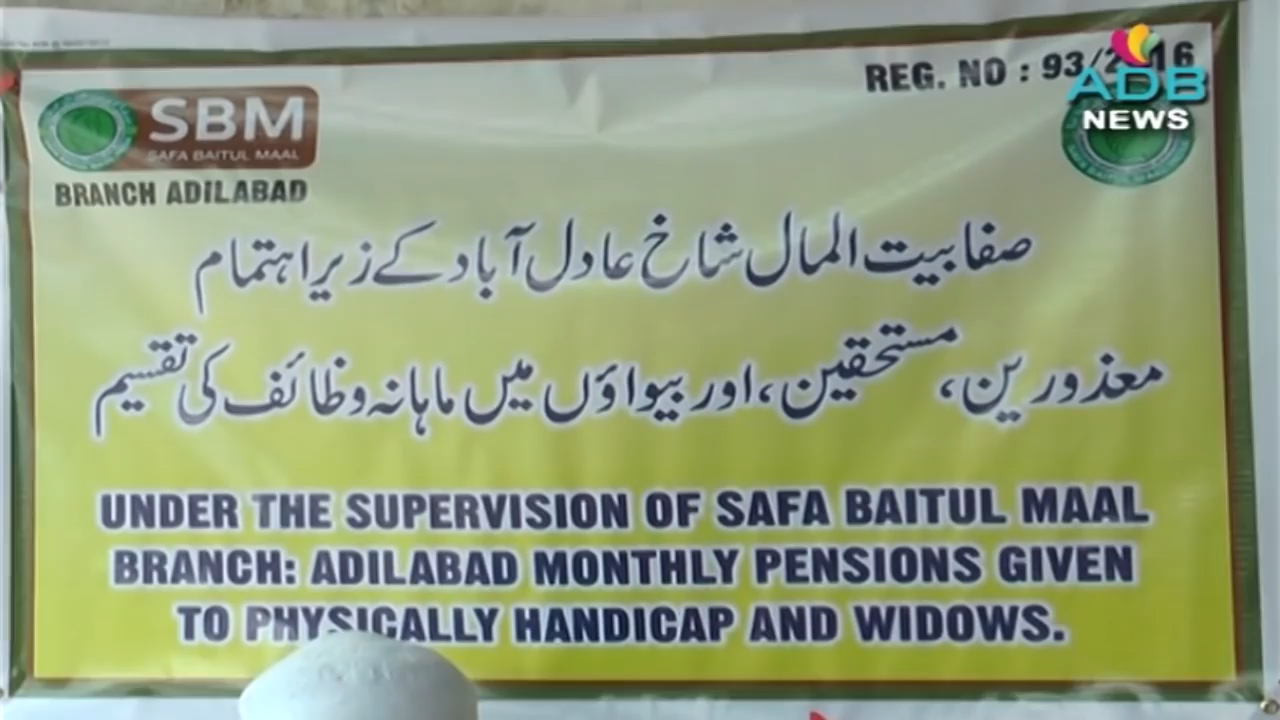 REG. NO : 93/2016
ADB
NEWS
SBM
SAFA BAITUL MAAL
BRANCH ADILABAD
صفا بیت المال شاخ عادل آباد کے زیر اہتمام
معذورین، مستحقین، اور بیواؤں میں ماہانہ وظائف کی تقسیم
UNDER THE SUPERVISION OF SAFA BAITUL MAAL
BRANCH: ADILABAD MONTHLY PENSIONS GIVEN
TO PHYSICALLY HANDICAP AND WIDOWS.